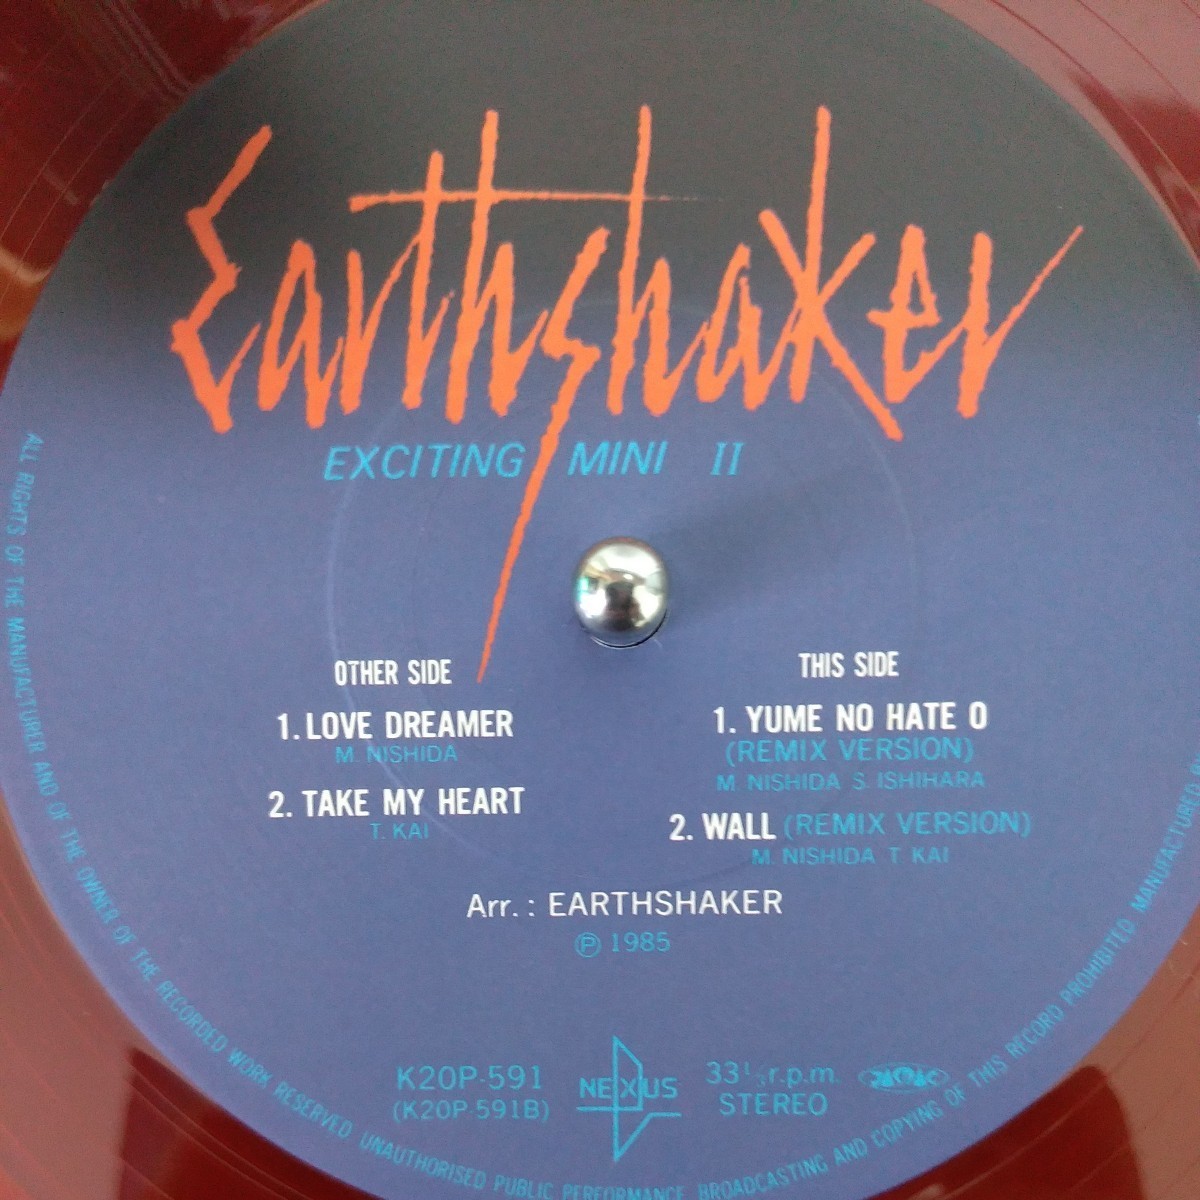 Earthshaker
EXCITING MINI II
OTHER SIDE
1. LOVE DREAMER
M. NISHIDA
2. TAKE MY HEART
T. KAI
THIS SIDE
1. YUME NO HATE O
(REMIX VERSION)
M. NISHIDA S. ISHIHARA
2. WALL (REMIX VERSION)
M. NISHIDA T. KAI
Arr. : EARTHSHAKER
Ⓟ 1985
K20P-591
(K20P-591B)
NEXUS
33⅓ r.p.m.
STEREO
ALL RIGHTS OF THE MANUFACTURER AND OF THE OWNER OF THE RECORDED WORK RESERVED UNAUTHORISED PUBLIC PERFORMANCE BROADCASTING AND COPYING OF THIS RECORD PROHIBITED MANUFACTURED